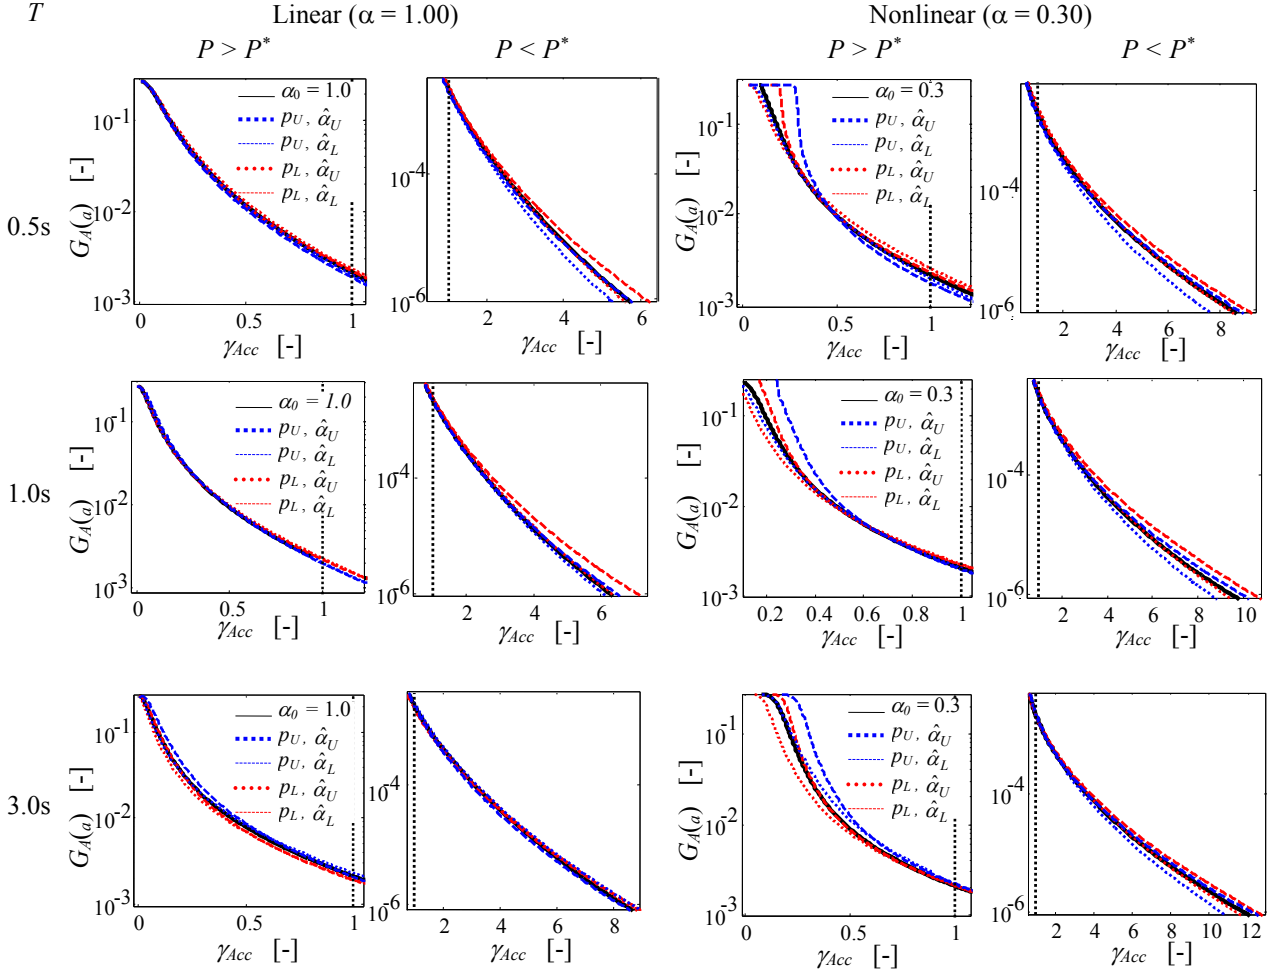 T Linear (α = 1.00) Nonlinear (α = 0.30)
P > P* P < P* P > P* P < P*
0.5s
10⁻¹
10⁻²
10⁻³
G_A(a) [-]
α₀ = 1.0
p_U, α̂_U
p_U, α̂_L
p_L, α̂_U
p_L, α̂_L
0 0.5 1
γ_Acc [-]
10⁻⁴
10⁻⁶
2 4 6
γ_Acc [-]
10⁻¹
10⁻²
10⁻³
G_A(a) [-]
α₀ = 0.3
p_U, α̂_U
p_U, α̂_L
p_L, α̂_U
p_L, α̂_L
0 0.5 1
γ_Acc [-]
10⁻⁴
10⁻⁶
2 4 6 8
γ_Acc [-]
1.0s
10⁻¹
10⁻²
10⁻³
G_A(a) [-]
α₀ = 1.0
p_U, α̂_U
p_U, α̂_L
p_L, α̂_U
p_L, α̂_L
0 0.5 1
γ_Acc [-]
10⁻⁴
10⁻⁶
2 4 6
γ_Acc [-]
10⁻¹
10⁻²
10⁻³
G_A(a) [-]
α₀ = 0.3
p_U, α̂_U
p_U, α̂_L
p_L, α̂_U
p_L, α̂_L
0.2 0.4 0.6 0.8 1
γ_Acc [-]
10⁻⁴
10⁻⁶
2 4 6 8 10
γ_Acc [-]
3.0s
10⁻¹
10⁻²
10⁻³
G_A(a) [-]
α₀ = 1.0
p_U, α̂_U
p_U, α̂_L
p_L, α̂_U
p_L, α̂_L
0 0.5 1
γ_Acc [-]
10⁻⁴
10⁻⁶
2 4 6 8
γ_Acc [-]
10⁻¹
10⁻²
10⁻³
G_A(a) [-]
α₀ = 0.3
p_U, α̂_U
p_U, α̂_L
p_L, α̂_U
p_L, α̂_L
0 0.5 1
γ_Acc [-]
10⁻⁴
10⁻⁶
2 4 6 8 10 12
γ_Acc [-]